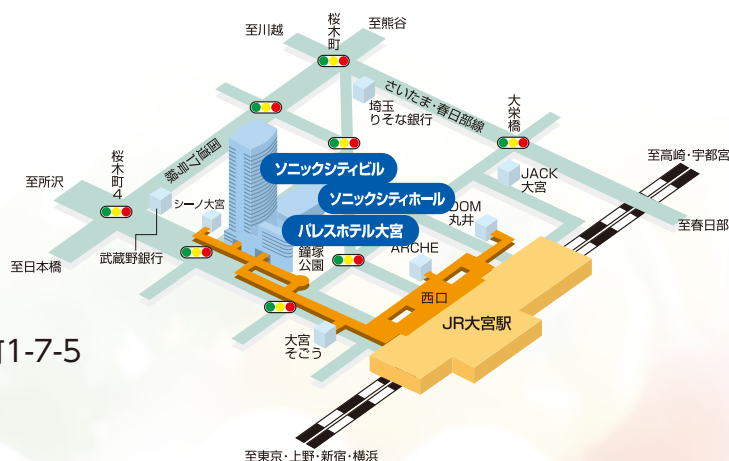 至川越
桜木町
至熊谷
さいたま・春日部線
埼玉
りそな銀行
大栄橋
国道17号線
至高崎・宇都宮
桜木町4
ソニックシティビル
JACK
大宮
至所沢
シーノ大宮
ソニックシティホール
DOM
丸井
至春日部
パレスホテル大宮
ARCHE
武蔵野銀行
鐘塚
公園
至日本橋
西口
JR大宮駅
大宮
そごう
1-7-5
至東京・上野・新宿・横浜